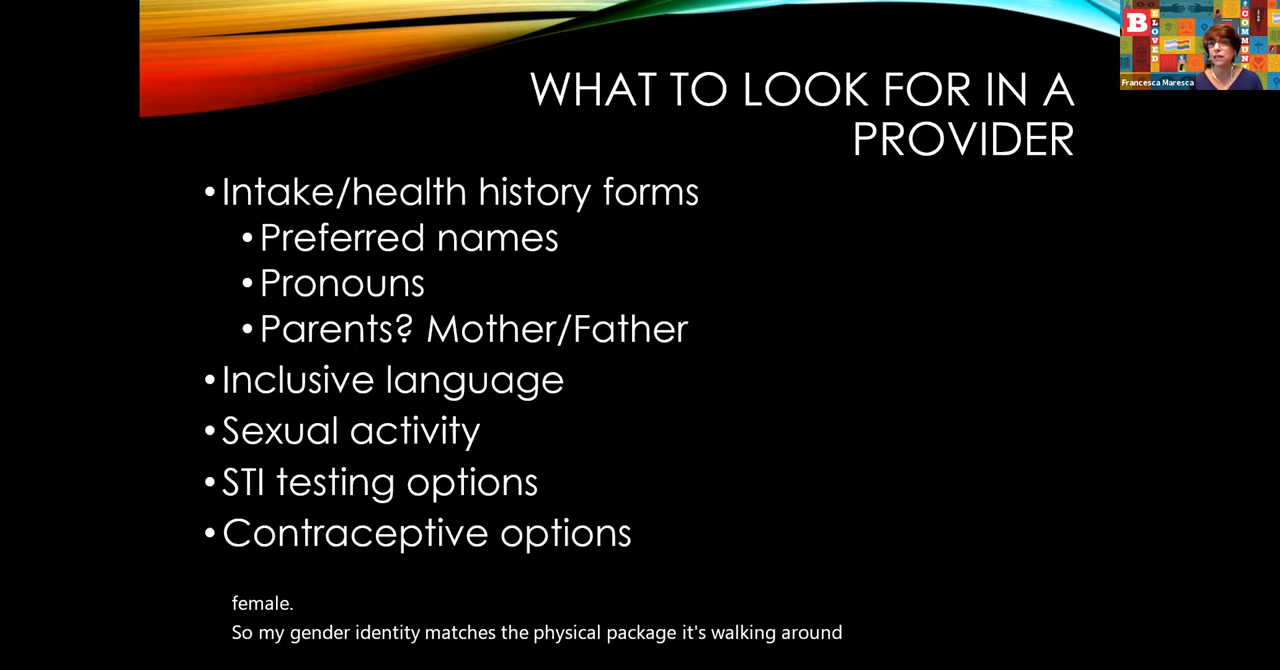 WHAT TO LOOK FOR IN A
PROVIDER
•Intake/health history forms
•Preferred names
•Pronouns
•Parents? Mother/Father
•Inclusive language
•Sexual activity
•STI testing options
•Contraceptive options
female.
So my gender identity matches the physical package it's walking around
B
ELOVED
COMMUN
Francesca Maresca